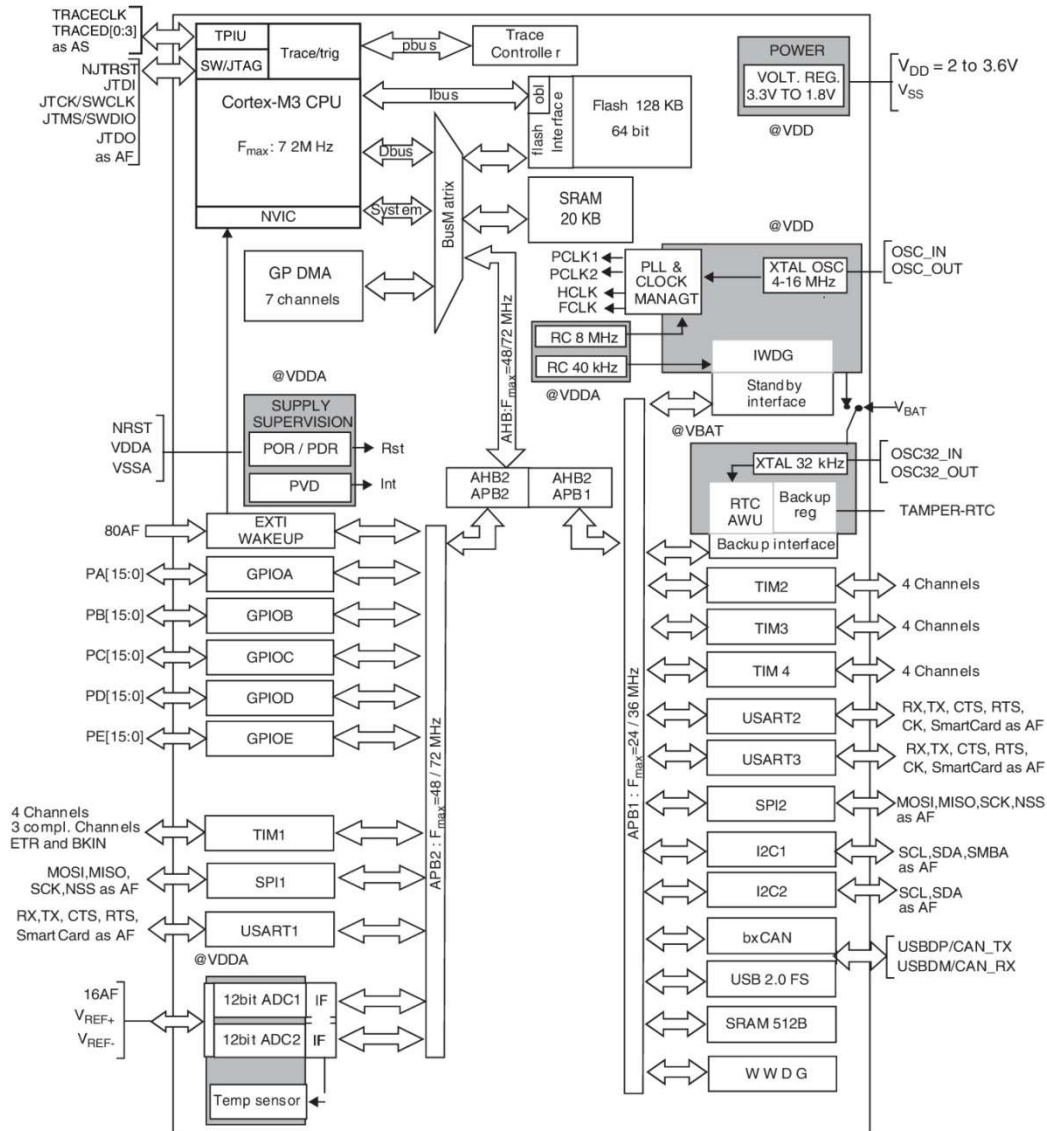 TRACECLK
TRACED[0:3]
as AS
NJTRST
JTDI
JTCK/SWCLK
JTMS/SWDIO
JTDO
as AF
TPIU
SW/JTAG
Trace/trig
Cortex-M3 CPU
Fmax: 7 2M Hz
NVIC
pbus
Trace
Controlle r
Ibus
Dbus
System
BusMatrix
obl
flash
Interface
Flash 128 KB
64 bit
SRAM
20 KB
GP DMA
7 channels
POWER
VOLT. REG.
3.3V TO 1.8V
@VDD
VDD = 2 to 3.6V
VSS
@VDD
PCLK1
PCLK2
HCLK
FCLK
PLL &
CLOCK
MANAGT
XTAL OSC
4-16 MHz
OSC_IN
OSC_OUT
RC 8 MHz
RC 40 kHz
@VDDA
IWDG
Stand by
interface
VBAT
@VBAT
XTAL 32 kHz
OSC32_IN
OSC32_OUT
RTC
AWU
Backup
reg
TAMPER-RTC
Backup interface
AHB:Fmax=48/72 MHz
@VDDA
SUPPLY
SUPERVISION
NRST
VDDA
VSSA
POR / PDR
Rst
PVD
Int
AHB2
APB2
AHB2
APB1
80AF
EXTI
WAKEUP
PA[15:0]
GPIOA
PB[15:0]
GPIOB
PC[15:0]
GPIOC
PD[15:0]
GPIOD
PE[15:0]
GPIOE
4 Channels
3 compl. Channels
ETR and BKIN
TIM1
MOSI,MISO,
SCK,NSS as AF
SPI1
RX,TX, CTS, RTS,
SmartCard as AF
USART1
@VDDA
16AF
VREF+
VREF-
12bit ADC1
IF
12bit ADC2
IF
Temp sensor
APB2 : Fmax=48 / 72 MHz
APB1 : Fmax=24 / 36 MHz
TIM2
4 Channels
TIM3
4 Channels
TIM 4
4 Channels
USART2
RX,TX, CTS, RTS,
CK, SmartCard as AF
USART3
RX,TX, CTS, RTS,
CK, SmartCard as AF
SPI2
MOSI,MISO,SCK,NSS
as AF
I2C1
SCL,SDA,SMBA
as AF
I2C2
SCL,SDA
as AF
bxCAN
USBDP/CAN_TX
USBDM/CAN_RX
USB 2.0 FS
SRAM 512B
W W D G